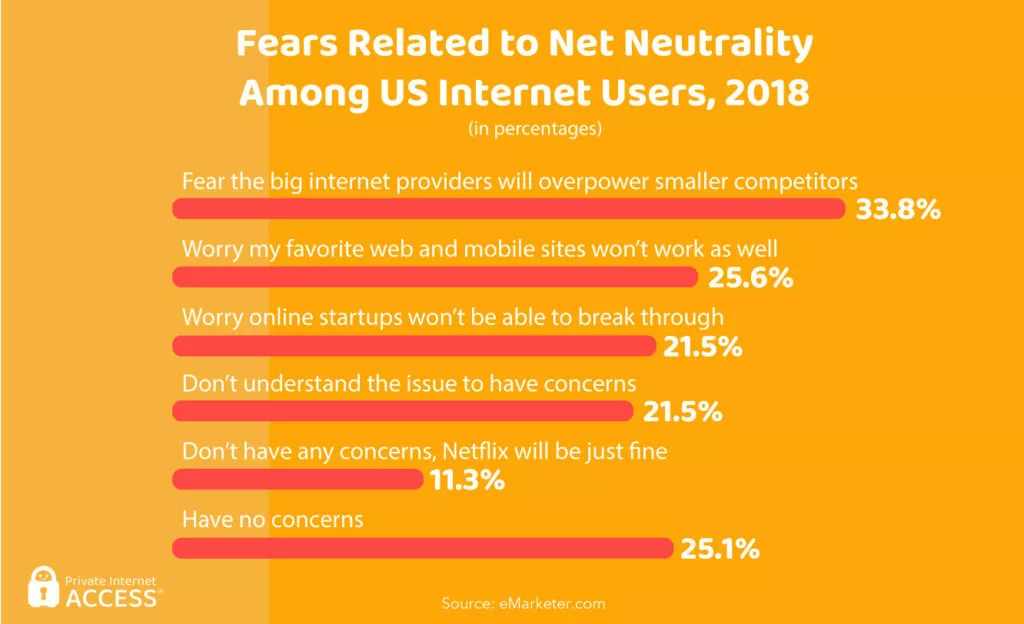 Fears Related to Net Neutrality
Among US Internet Users, 2018
(in percentages)
Fear the big internet providers will overpower smaller competitors
33.8%
Worry my favorite web and mobile sites won't work as well
25.6%
Worry online startups won't be able to break through
21.5%
Don't understand the issue to have concerns
21.5%
Don't have any concerns, Netflix will be just fine
11.3%
Have no concerns
25.1%
Private Internet
ACCESS®
Source: eMarketer.com